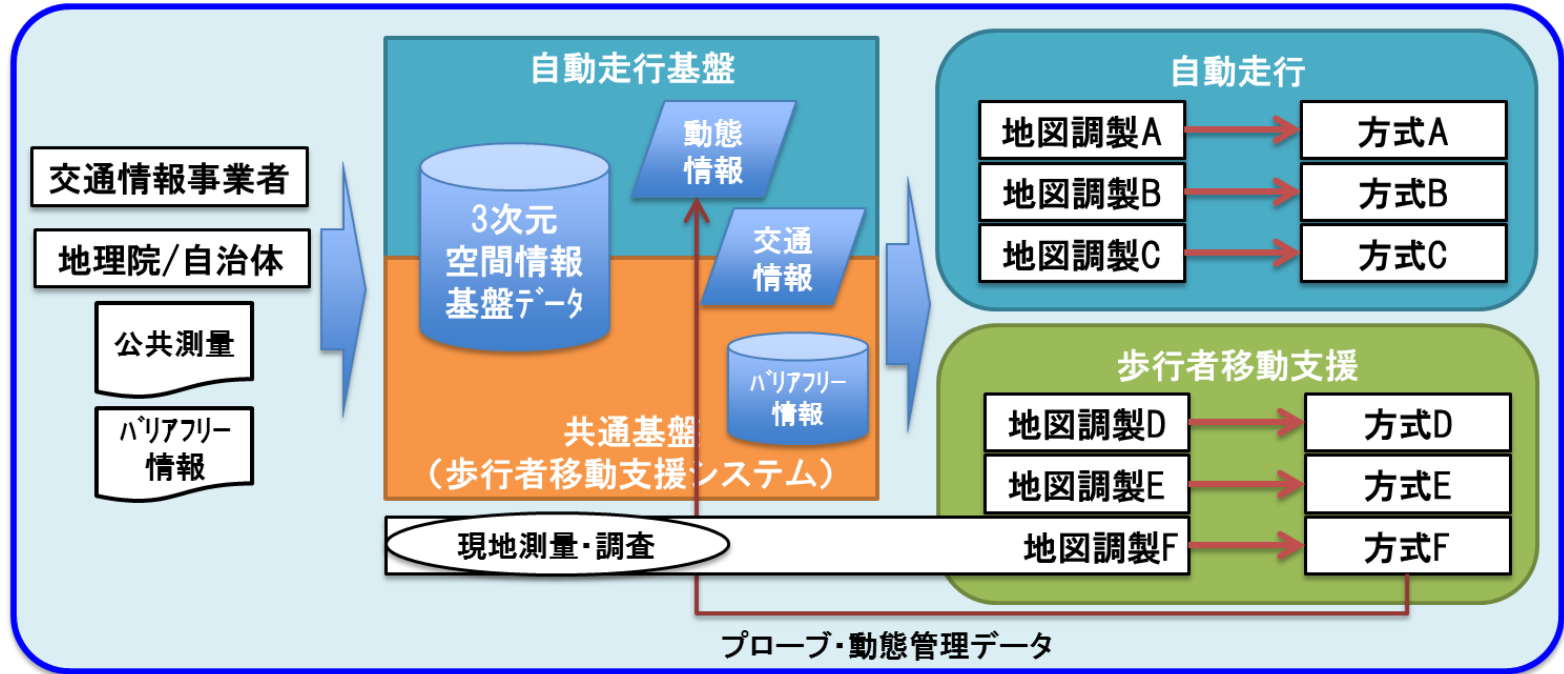 交通情報事業者
地理院/自治体
公共測量
ﾊﾞﾘｱﾌﾘｰ
情報
自動走行基盤
動態
情報
3次元
空間情報
基盤ﾃﾞｰﾀ
交通
情報
ﾊﾞﾘｱﾌﾘｰ
情報
共通基盤
（歩行者移動支援システム）
現地測量・調査
自動走行
地図調製A
方式A
地図調製B
方式B
地図調製C
方式C
歩行者移動支援
地図調製D
方式D
地図調製E
方式E
地図調製F
方式F
プローブ・動態管理データ